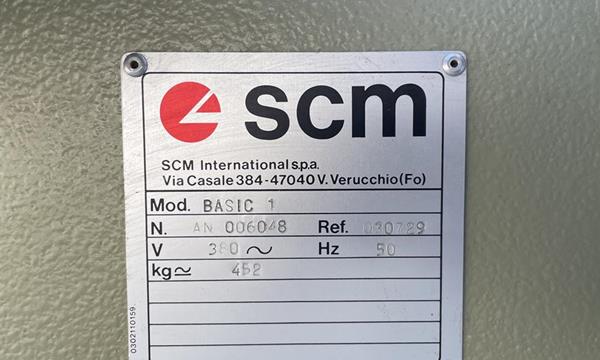 scm
SCM International s.p.a.
Via Casale 384-47040 V. Verucchio (Fo)
Mod. BASIC 1
N. AN 006048 Ref. 030729
V 380 ~ Hz 50
kg ≃ 452
0302110159